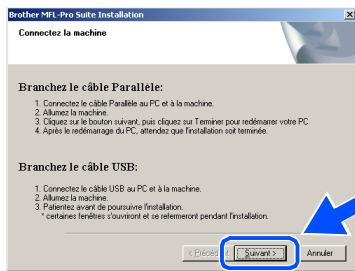 Brother MFL-Pro Suite Installation
Connectez la machine
Branchez le câble Parallèle:
1. Connectez le câble Parallèle au PC et à la machine.
2. Allumez la machine.
3. Cliquez sur le bouton suivant, puis cliquez sur Terminer pour redémarrer votre PC
4. Après le redémarrage du PC, attendez que l'installation soit terminée.
Branchez le câble USB:
1. Connectez le câble USB au PC et à la machine.
2. Allumez la machine.
3. Patientez avant de poursuivre l'installation.
* certaines fenêtres s'ouvriront et se refermeront pendant l'installation.
< Précéd Suivant > Annuler